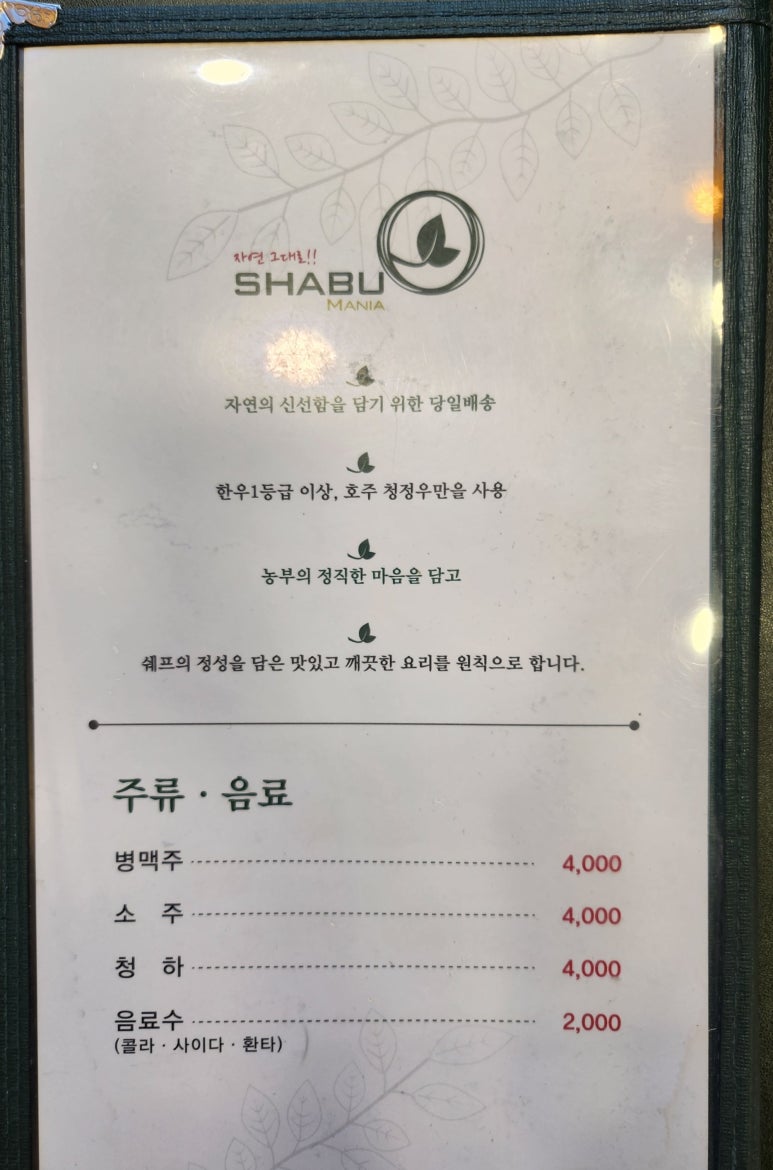 자연 그대로!!
SHABU
MANIA
자연의 신선함을 담기 위한 당일배송
한우1등급 이상, 호주 청정우만을 사용
농부의 정직한 마음을 담고
쉐프의 정성을 담은 맛있고 깨끗한 요리를 원칙으로 합니다.
주류 · 음료
병맥주 4,000
소 주 4,000
청 하 4,000
음료수 2,000
(콜라 · 사이다 · 환타)